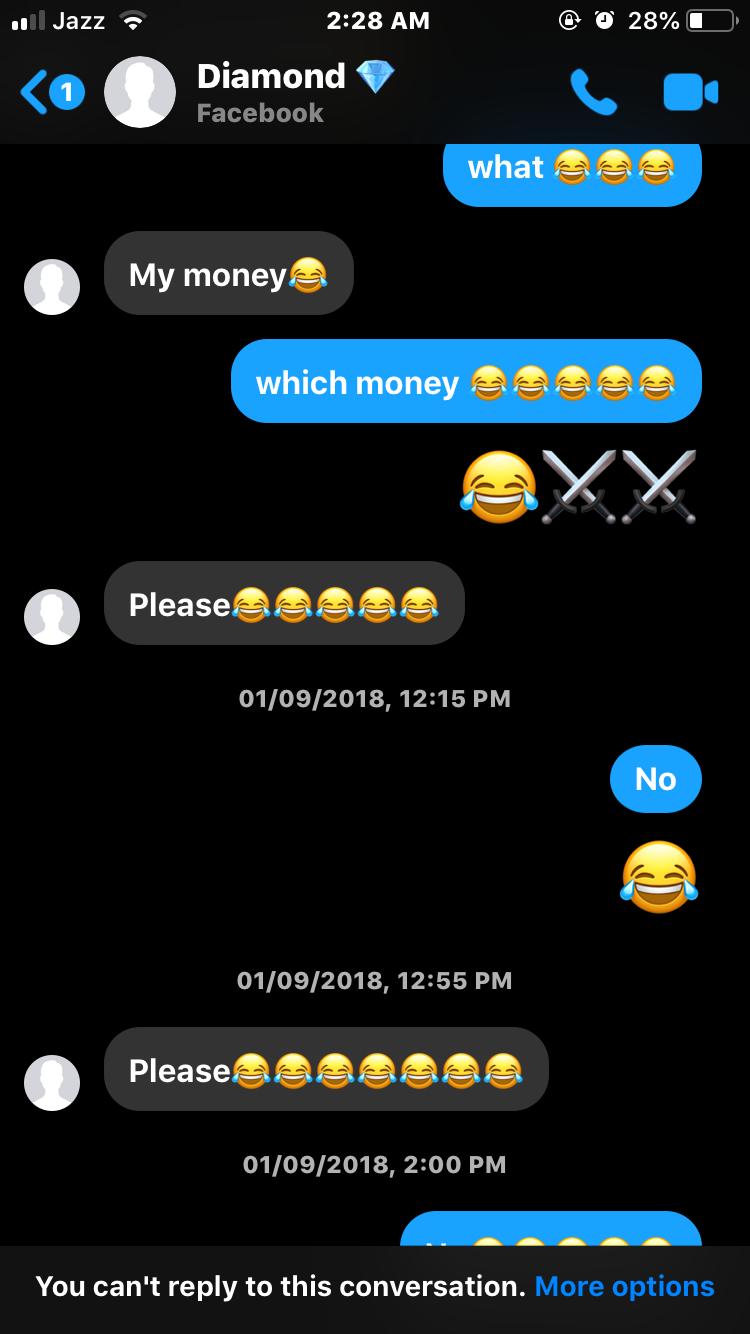 Jazz 2:28 AM 28%
1 Diamond 💎
Facebook
what 😂😂😂
My money😂
which money 😂😂😂😂😂
😂⚔️⚔️
Please😂😂😂😂😂
01/09/2018, 12:15 PM
No
😂
01/09/2018, 12:55 PM
Please😂😂😂😂😂😂😂
01/09/2018, 2:00 PM
😂😂😂😂😂
You can't reply to this conversation. More options